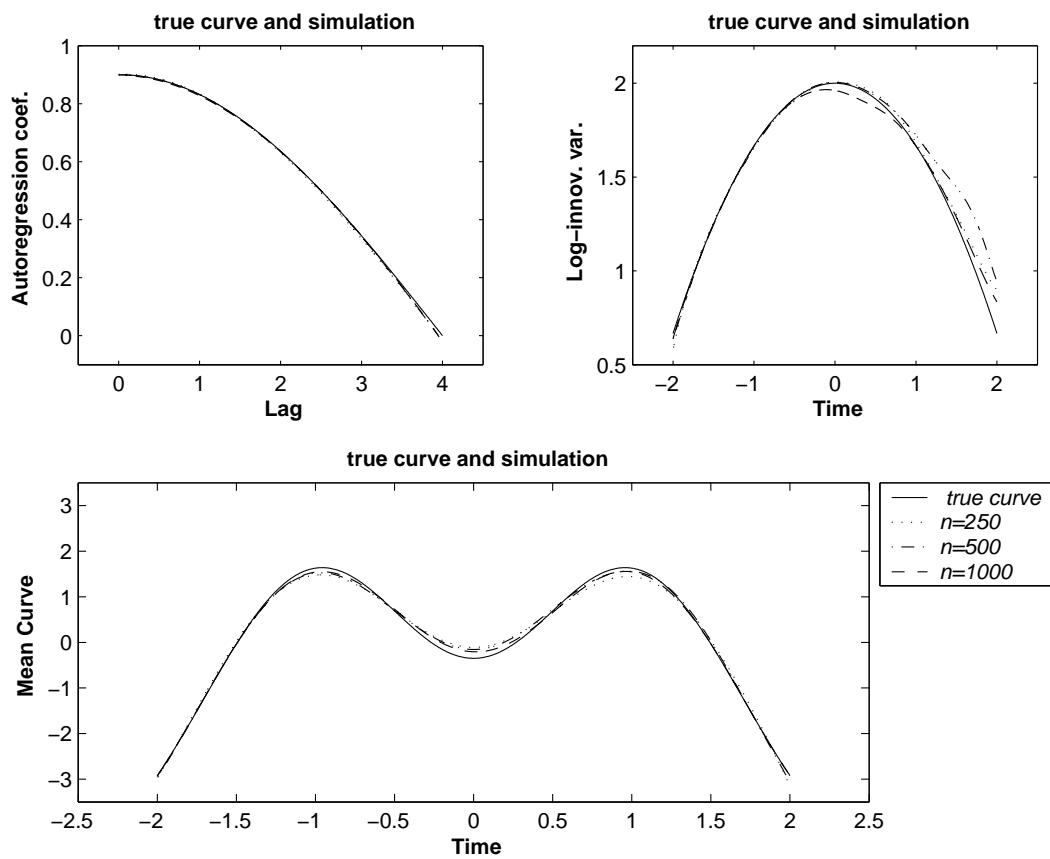 true curve and simulation
1
0.8
0.6
0.4
0.2
0
Autoregression coef.
0
1
2
3
4
Lag
true curve and simulation
2
1.5
1
0.5
Log−innov. var.
−2
−1
0
1
2
Time
true curve and simulation
3
2
1
0
−1
−2
−3
Mean Curve
−2.5
−2
−1.5
−1
−0.5
0
0.5
1
1.5
2
2.5
Time
true curve
n=250
n=500
n=1000